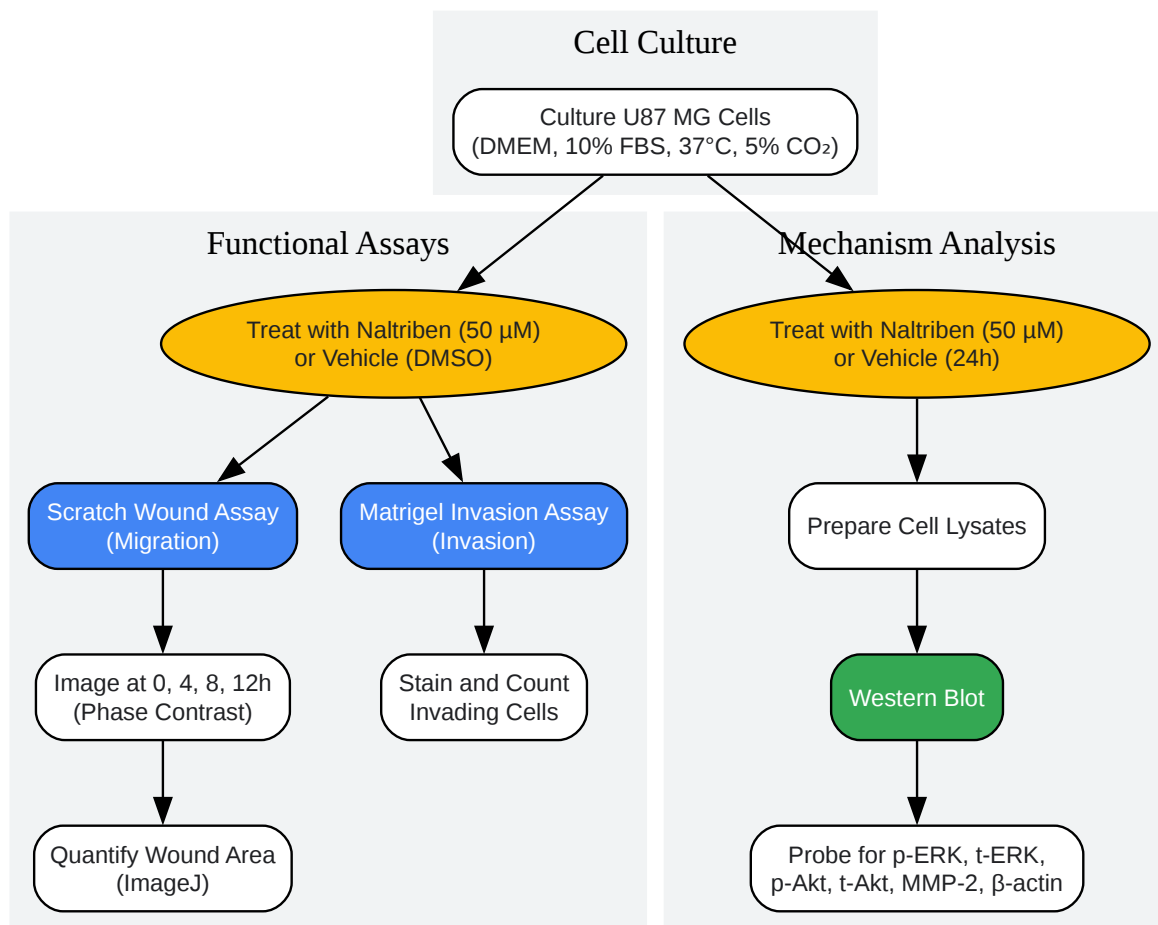 Cell Culture
Culture U87 MG Cells
(DMEM, 10% FBS, 37°C, 5% CO₂)
Functional Assays
Treat with Naltriben (50 µM)
or Vehicle (DMSO)
Scratch Wound Assay
(Migration)
Matrigel Invasion Assay
(Invasion)
Image at 0, 4, 8, 12h
(Phase Contrast)
Stain and Count
Invading Cells
Quantify Wound Area
(ImageJ)
Mechanism Analysis
Treat with Naltriben (50 µM)
or Vehicle (24h)
Prepare Cell Lysates
Western Blot
Probe for p-ERK, t-ERK,
p-Akt, t-Akt, MMP-2, β-actin